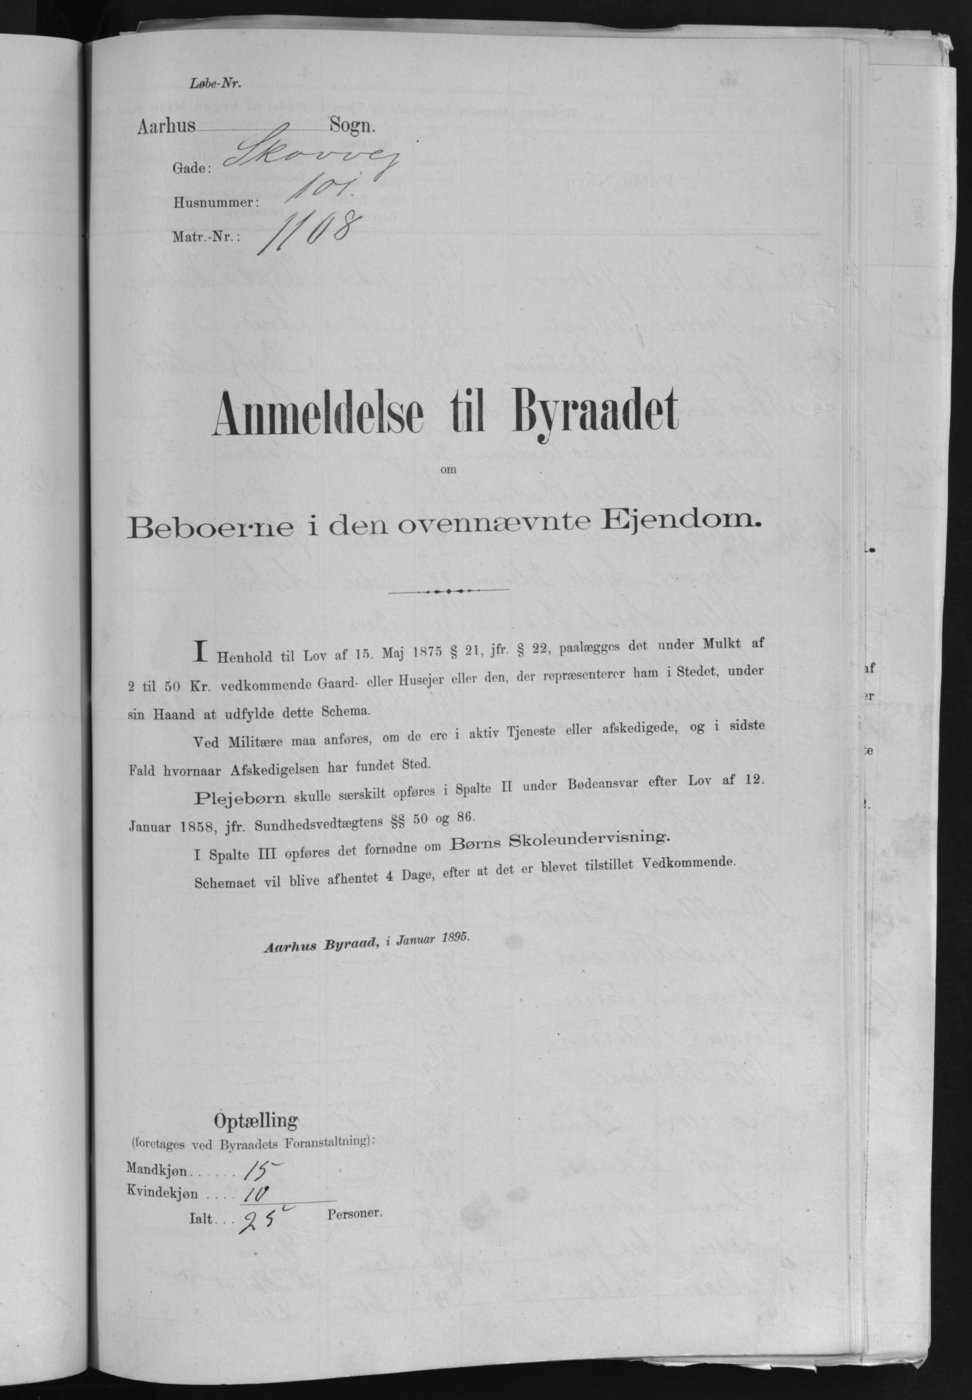 Løbe-Nr.
Aarhus Sogn.
Gade: Skovvej
Husnummer: 101.
Matr.-Nr.: 1108
Anmeldelse til Byraadet
om
Beboerne i den ovennævnte Ejendom.
I Henhold til Lov af 15. Maj 1875 § 21, jfr. § 22, paalægges det under Mulkt af
2 til 50 Kr. vedkommende Gaard- eller Husejer eller den, der repræsenterer ham i Stedet, under
sin Haand at udfylde dette Schema.
Ved Militære maa anføres, om de ere i aktiv Tjeneste eller afskedigede, og i sidste
Fald hvornaar Afskedigelsen har fundet Sted.
Plejebørn skulle særskilt opføres i Spalte II under Bødeansvar efter Lov af 12.
Januar 1858, jfr. Sundhedsvedtægtens §§ 50 og 86.
I Spalte III opføres det fornødne om Børns Skoleundervisning.
Schemaet vil blive afhentet 4 Dage, efter at det er blevet tilstillet Vedkommende.
Aarhus Byraad, i Januar 1895.
Optælling
(foretages ved Byraadets Foranstaltning):
Mandkjøn...... 15
Kvindekjøn .... 10
Ialt... 25 Personer.